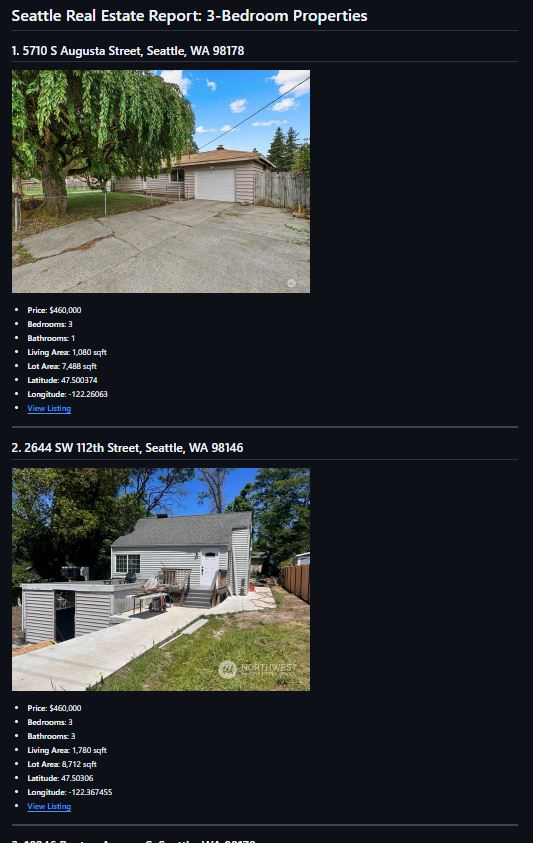 Seattle Real Estate Report: 3-Bedroom Properties
1. 5710 S Augusta Street, Seattle, WA 98178
Price: $460,000
Bedrooms: 3
Bathrooms: 1
Living Area: 1,080 sqft
Lot Area: 7,488 sqft
Latitude: 47.500374
Longitude: -122.26063
View Listing
2. 2644 SW 112th Street, Seattle, WA 98146
NORTHWEST
Price: $460,000
Bedrooms: 3
Bathrooms: 3
Living Area: 1,780 sqft
Lot Area: 8,712 sqft
Latitude: 47.50306
Longitude: -122.367455
View Listing